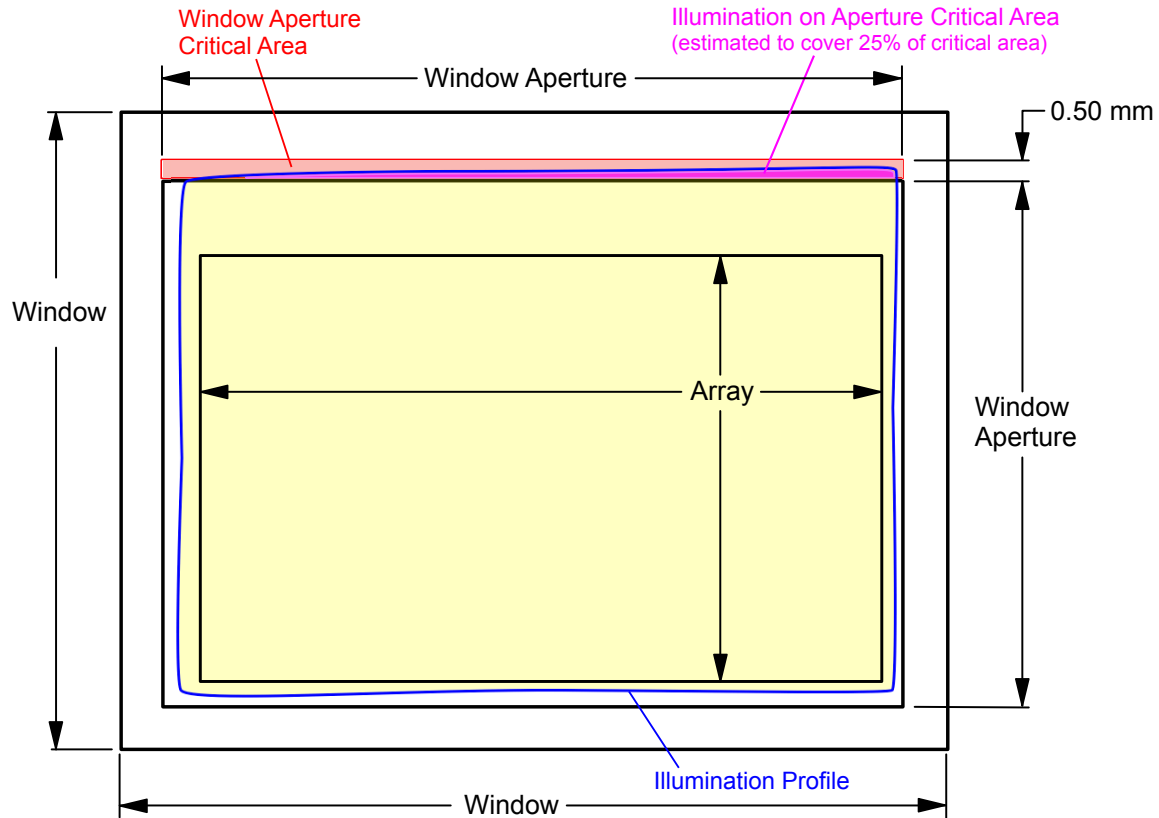 Window Aperture
Critical Area
Illumination on Aperture Critical Area
(estimated to cover 25% of critical area)
Window Aperture
0.50 mm
Window
Array
Window
Aperture
Illumination Profile
Window